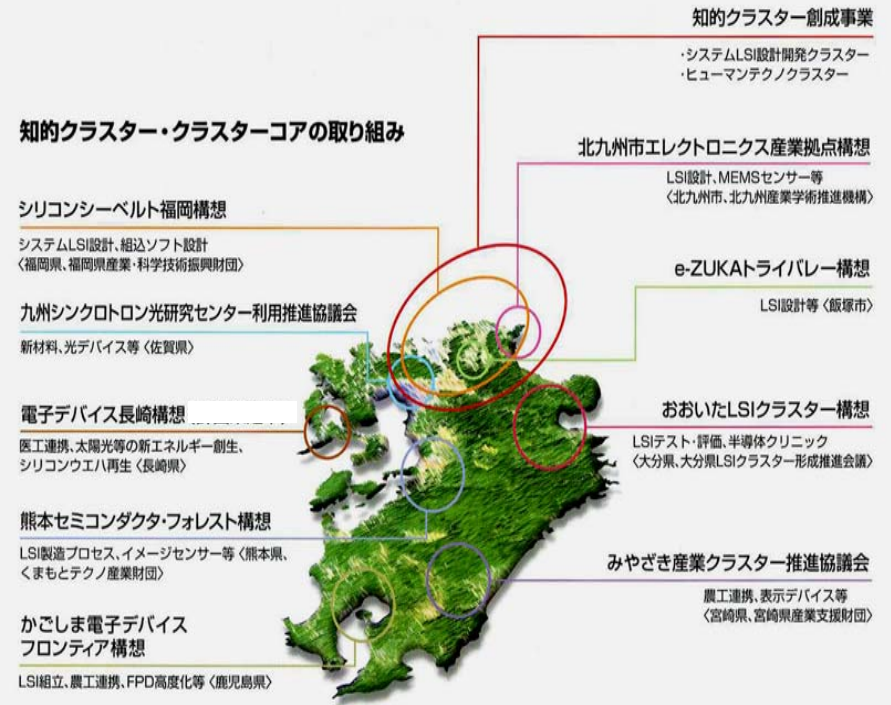 知的クラスター創成事業
・システムLSI設計開発クラスター
・ヒューマンテクノクラスター
知的クラスター・クラスターコアの取り組み
北九州市エレクトロニクス産業拠点構想
LSI設計、MEMSセンサー等
〈北九州市、北九州産業学術推進機構〉
シリコンシーベルト福岡構想
システムLSI設計、組込ソフト設計
〈福岡県、福岡県産業・科学技術振興財団〉
e-ZUKAトライバレー構想
LSI設計等〈飯塚市〉
九州シンクロトロン光研究センター利用推進協議会
新材料、光デバイス等〈佐賀県〉
電子デバイス長崎構想
医工連携、太陽光等の新エネルギー創生、
シリコンウエハ再生〈長崎県〉
おおいたLSIクラスター構想
LSIテスト・評価、半導体クリニック
〈大分県、大分県LSIクラスター形成推進会議〉
熊本セミコンダクタ・フォレスト構想
LSI製造プロセス、イメージセンサー等〈熊本県、
くまもとテクノ産業財団〉
みやざき産業クラスター推進協議会
農工連携、表示デバイス等
〈宮崎県、宮崎県産業支援財団〉
かごしま電子デバイス
フロンティア構想
LSI組立、農工連携、FPD高度化等〈鹿児島県〉